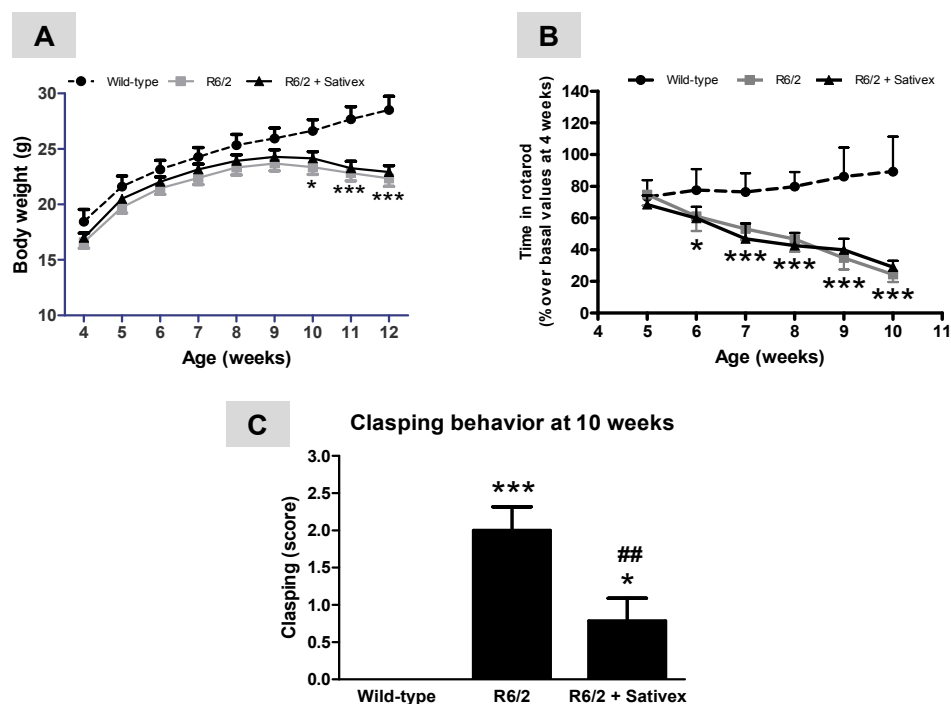 A
Wild-type R6/2 R6/2 + Sativex
Body weight (g)
30
25
20
15
10
*
***
***
4 5 6 7 8 9 10 11 12
Age (weeks)
B
Wild-type R6/2 R6/2 + Sativex
Time in rotarod
(% over basal values at 4 weeks)
140
120
100
80
60
40
20
0
*
***
***
***
***
4 5 6 7 8 9 10 11
Age (weeks)
C
Clasping behavior at 10 weeks
Clasping (score)
3.0
2.5
2.0
1.5
1.0
0.5
0.0
***
##
*
Wild-type R6/2 R6/2 + Sativex